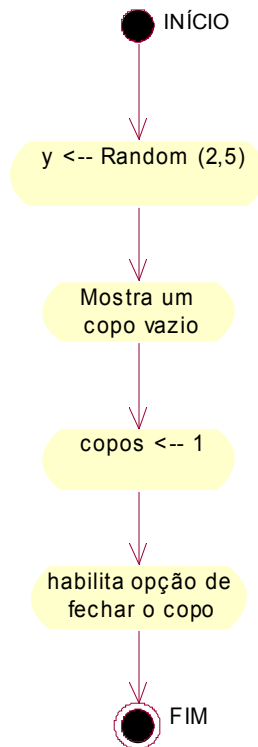 INÍCIO
y <-- Random (2,5)
Mostra um
copo vazio
copos <-- 1
habilita opção de
fechar o copo
FIM